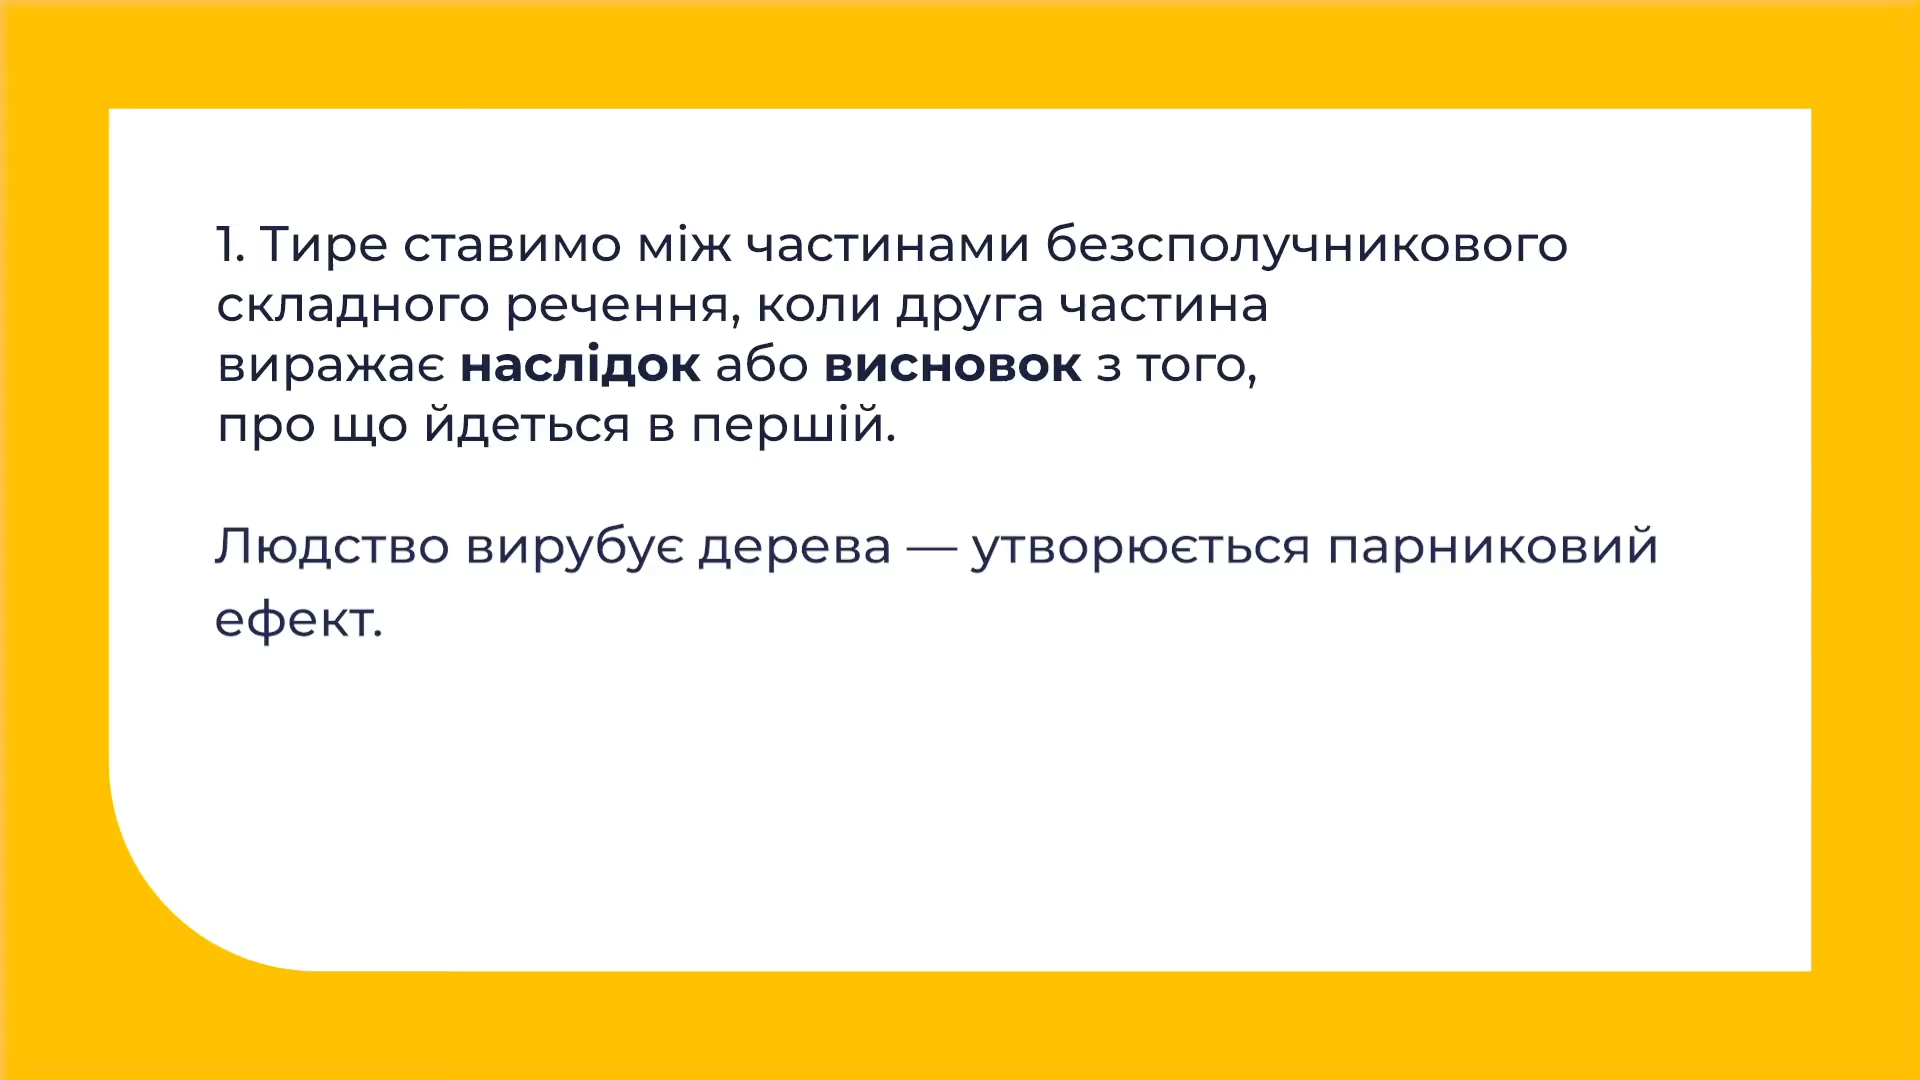 1. Тире ставимо між частинами безсполучникового
складного речення, коли друга частина
виражає наслідок або висновок з того,
про що йдеться в першій.
Людство вирубує дерева — утворюється парниковий
ефект.